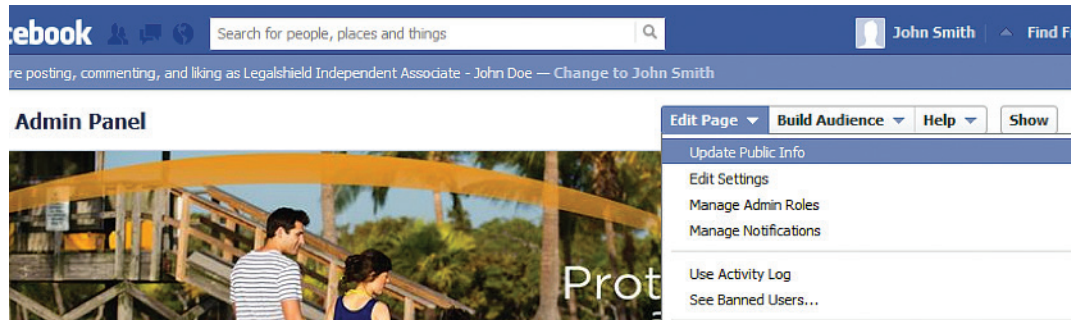 cebook Search for people, places and things John Smith Find F
re posting, commenting, and liking as Legalshield Independent Associate - John Doe — Change to John Smith
Admin Panel Edit Page Build Audience Help Show
Update Public Info
Edit Settings
Manage Admin Roles
Manage Notifications
Use Activity Log
See Banned Users...
Prot